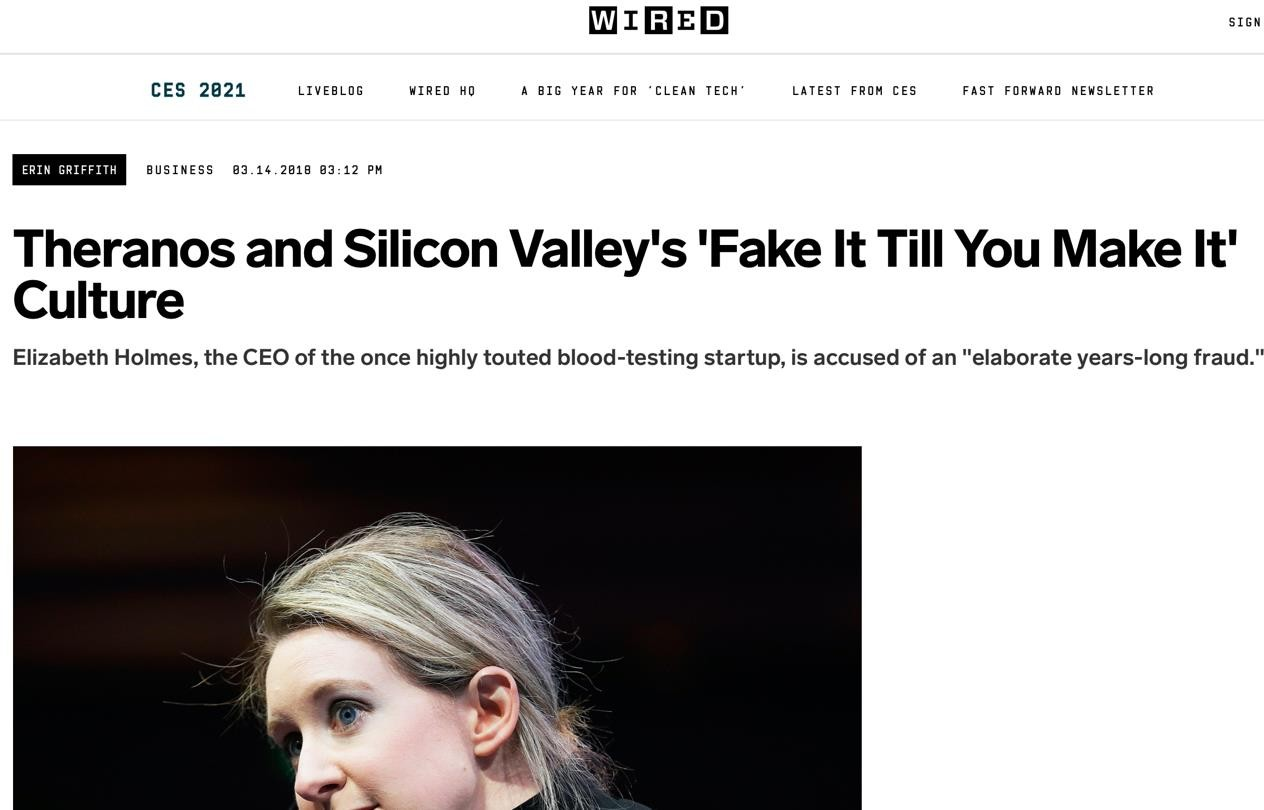 WIRED
SIGN
CES 2021 LIVEBLOG WIRED HQ A BIG YEAR FOR 'CLEAN TECH' LATEST FROM CES FAST FORWARD NEWSLETTER
ERIN GRIFFITH BUSINESS 03.14.2018 03:12 PM
Theranos and Silicon Valley's 'Fake It Till You Make It'
Culture
Elizabeth Holmes, the CEO of the once highly touted blood-testing startup, is accused of an "elaborate years-long fraud."